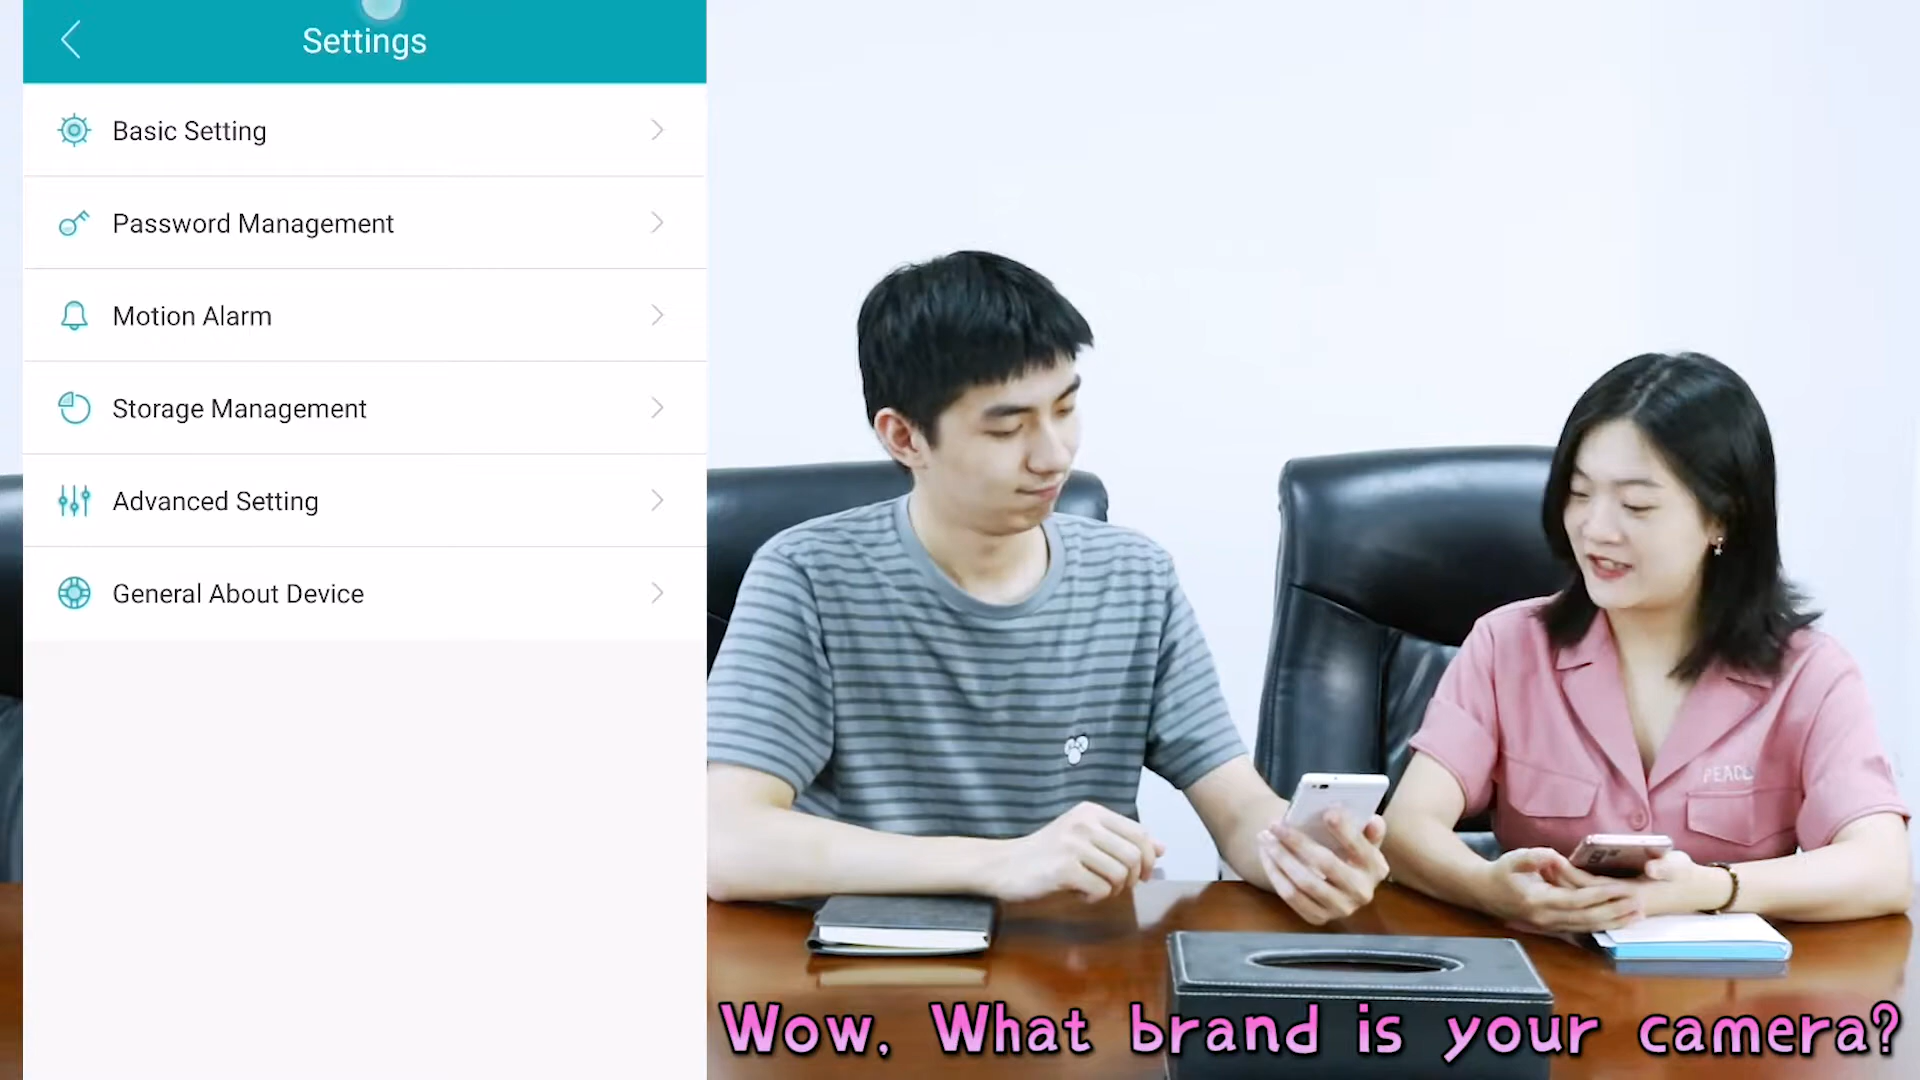 Settings
Basic Setting
Password Management
Motion Alarm
Storage Management
Advanced Setting
General About Device
Wow, What brand is your camera?